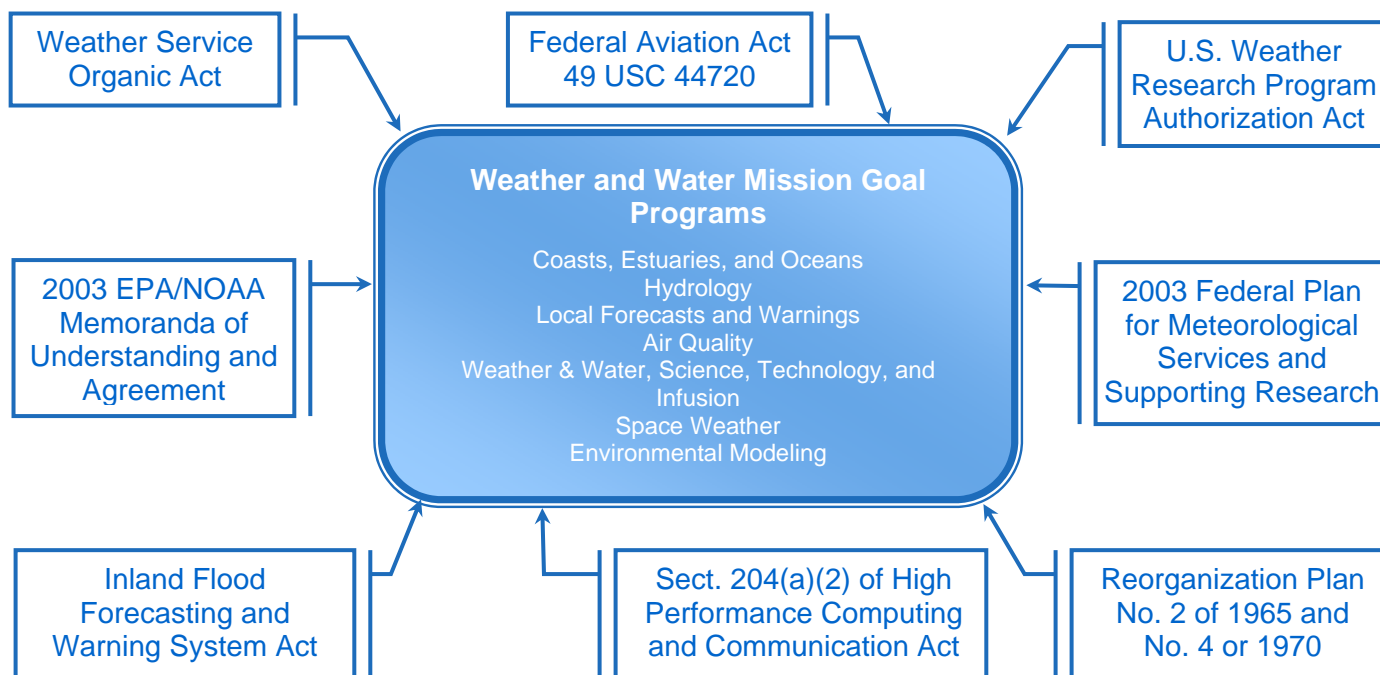 Weather Service
Organic Act
Federal Aviation Act
49 USC 44720
U.S. Weather
Research Program
Authorization Act
Weather and Water Mission Goal
Programs
Coasts, Estuaries, and Oceans
Hydrology
Local Forecasts and Warnings
Air Quality
Weather & Water, Science, Technology, and
Infusion
Space Weather
Environmental Modeling
2003 EPA/NOAA
Memoranda of
Understanding and
Agreement
2003 Federal Plan
for Meteorological
Services and
Supporting Research
Inland Flood
Forecasting and
Warning System Act
Sect. 204(a)(2) of High
Performance Computing
and Communication Act
Reorganization Plan
No. 2 of 1965 and
No. 4 or 1970